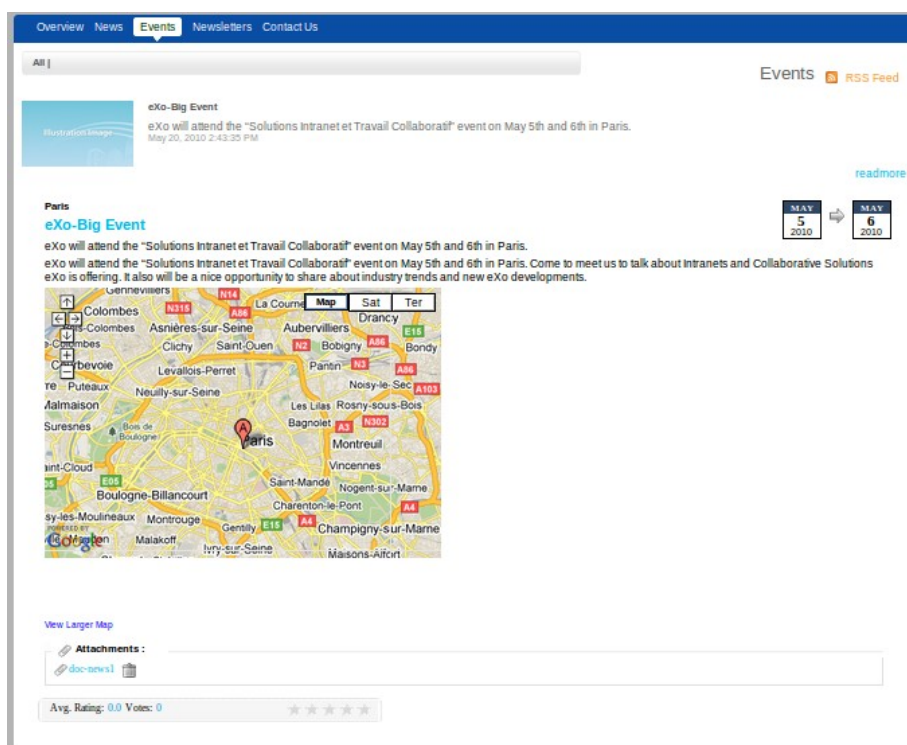 Overview News Events Newsletters Contact Us
All |
Events RSS Feed
Illustration Image
eXo-Big Event
eXo will attend the “Solutions Intranet et Travail Collaboratif” event on May 5th and 6th in Paris.
May 20, 2010 2:43:35 PM
readmore
Paris
eXo-Big Event
MAY 5 2010
MAY 6 2010
eXo will attend the “Solutions Intranet et Travail Collaboratif” event on May 5th and 6th in Paris.
eXo will attend the “Solutions Intranet et Travail Collaboratif” event on May 5th and 6th in Paris. Come to meet us to talk about Intranets and Collaborative Solutions
eXo is offering. It also will be a nice opportunity to share about industry trends and new eXo developments.
Gennevilliers N14
Colombes N315 A86 La Courne Map Sat Ter
Drancy
-Colombes Asnières-sur-Seine Aubervilliers E15
Clichy Saint-Ouen N2 Bobigny A86 Bondy
Levallois-Perret Pantin N3 A86
Puteaux Neuilly-sur-Seine Noisy-le-Sec A103
Malmaison Les Lilas Rosny-sous-Bois
Suresnes Bois de Boulogne A Paris Bagnolet A3 N302
Montreuil
aint-Cloud Vincennes
05 E05 Saint-Mandé Nogent-sur-Marne
Boulogne-Billancourt
Charenton-le-Pont A4
sy-les-Moulineaux Montrouge Gentilly E15 A4 Champigny-sur-Marne
POWERED BY
Google Malakoff Ivry-sur-Seine Maisons-Alfort
View Larger Map
Attachments :
doc-news1
Avg. Rating: 0.0 Votes: 0